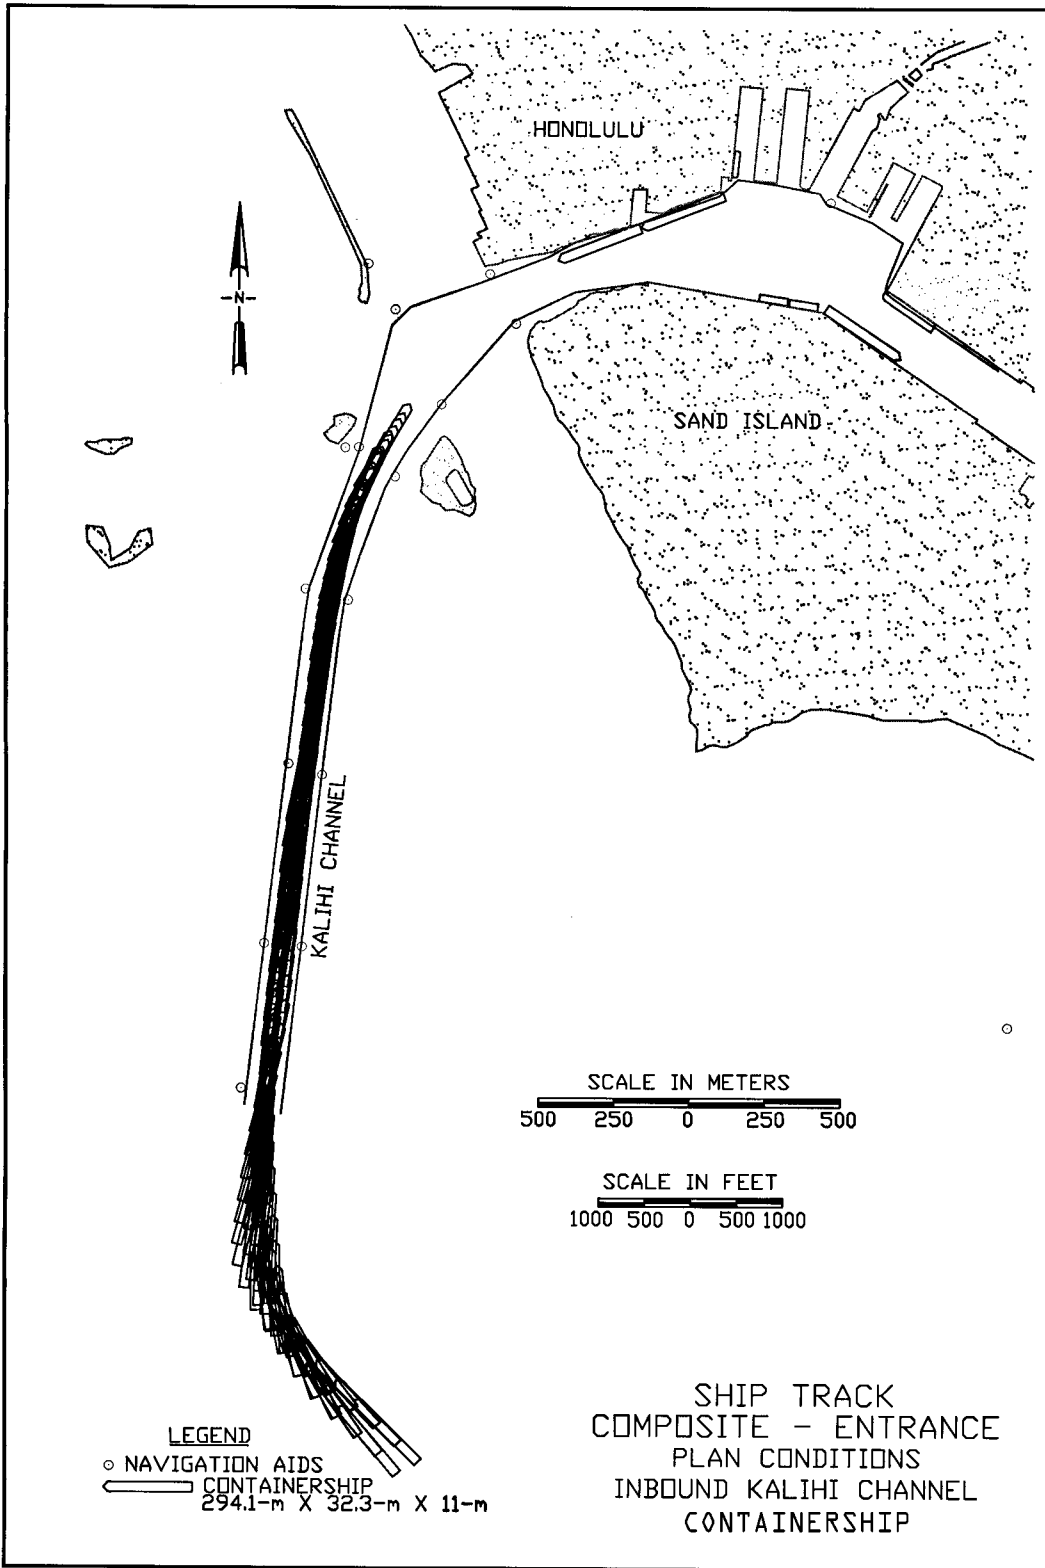 HONOLULU
-N-
SAND ISLAND
KALIHI CHANNEL
SCALE IN METERS
500 250 0 250 500
SCALE IN FEET
1000 500 0 500 1000
LEGEND
NAVIGATION AIDS
CONTAINERSHIP
294.1-m X 32.3-m X 11-m
SHIP TRACK
COMPOSITE - ENTRANCE
PLAN CONDITIONS
INBOUND KALIHI CHANNEL
CONTAINERSHIP